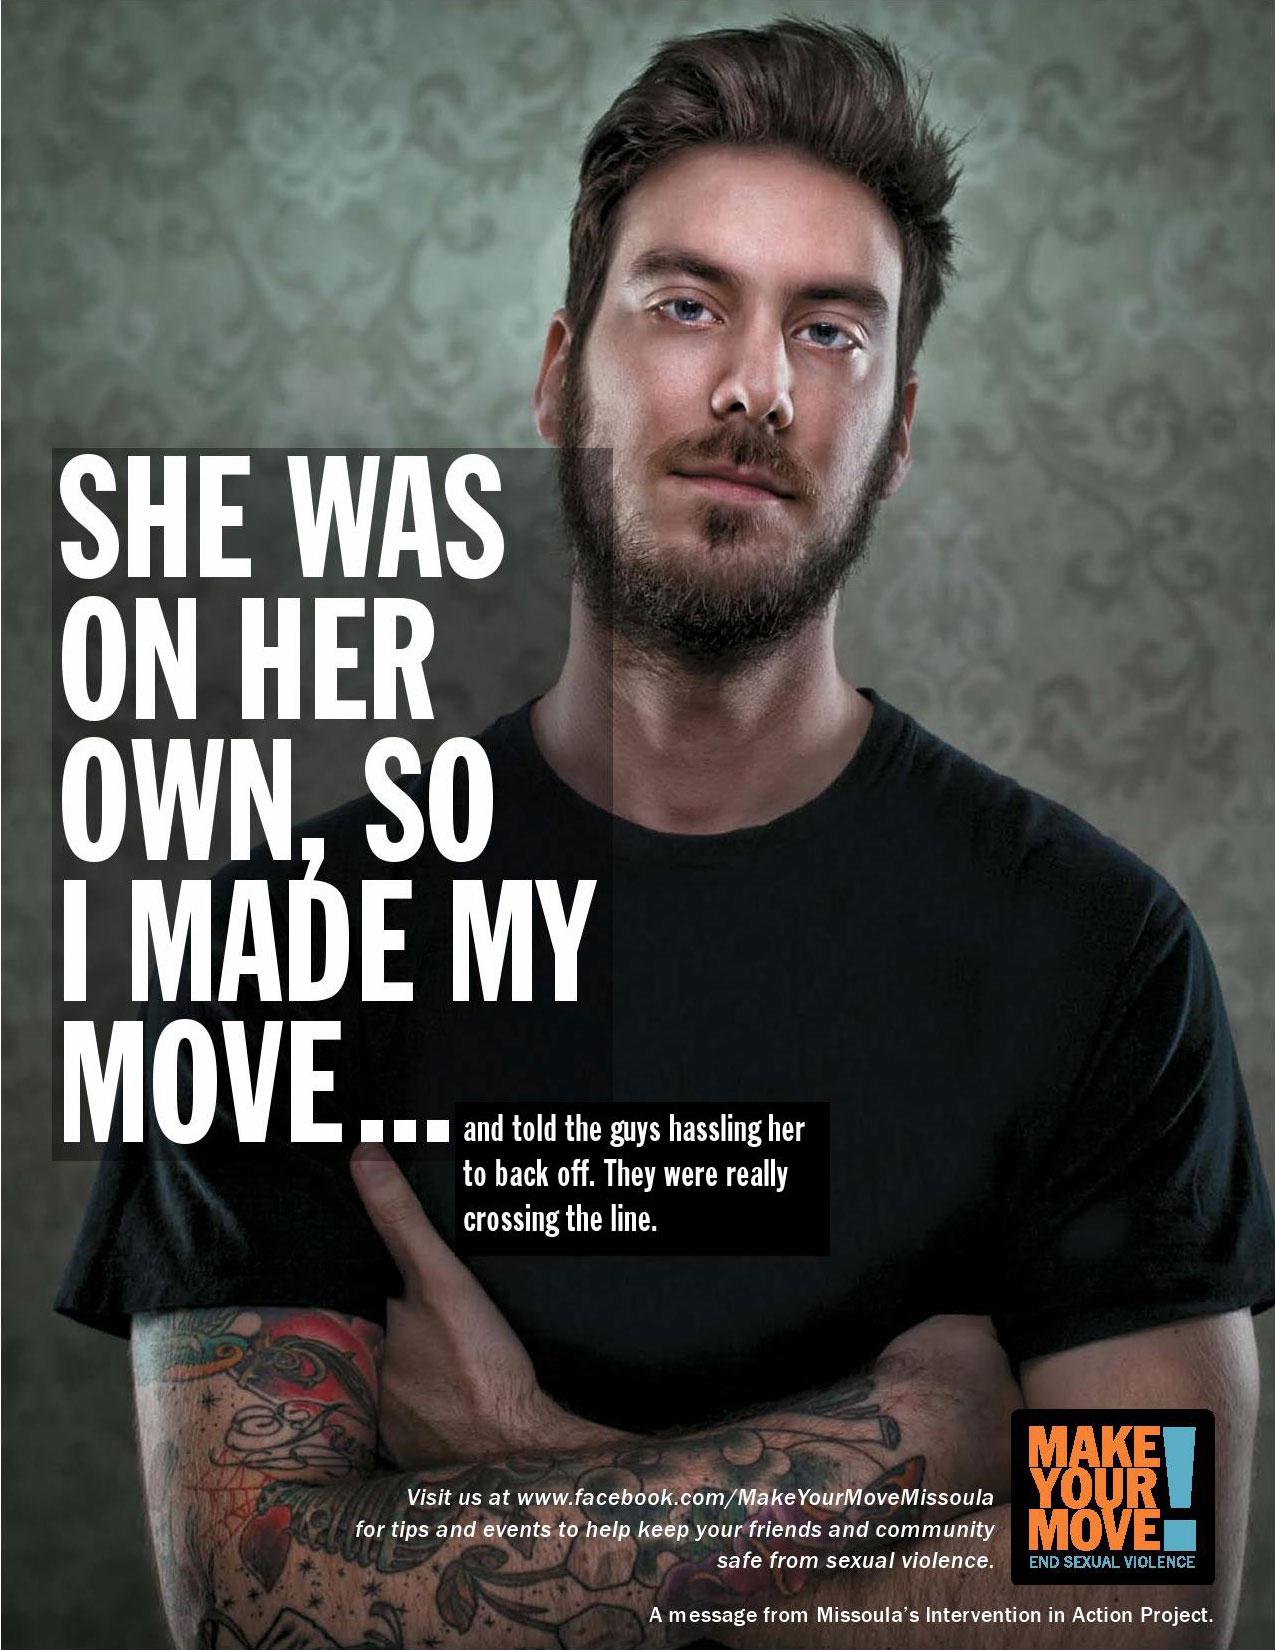 SHE WAS
ON HER
OWN, SO
I MADE MY
MOVE... and told the guys hassling her
to back off. They were really
crossing the line.
Visit us at www.facebook.com/MakeYourMoveMissoula
for tips and events to help keep your friends and community
safe from sexual violence.
MAKE
YOUR
MOVE!
END SEXUAL VIOLENCE
A message from Missoula's Intervention in Action Project.